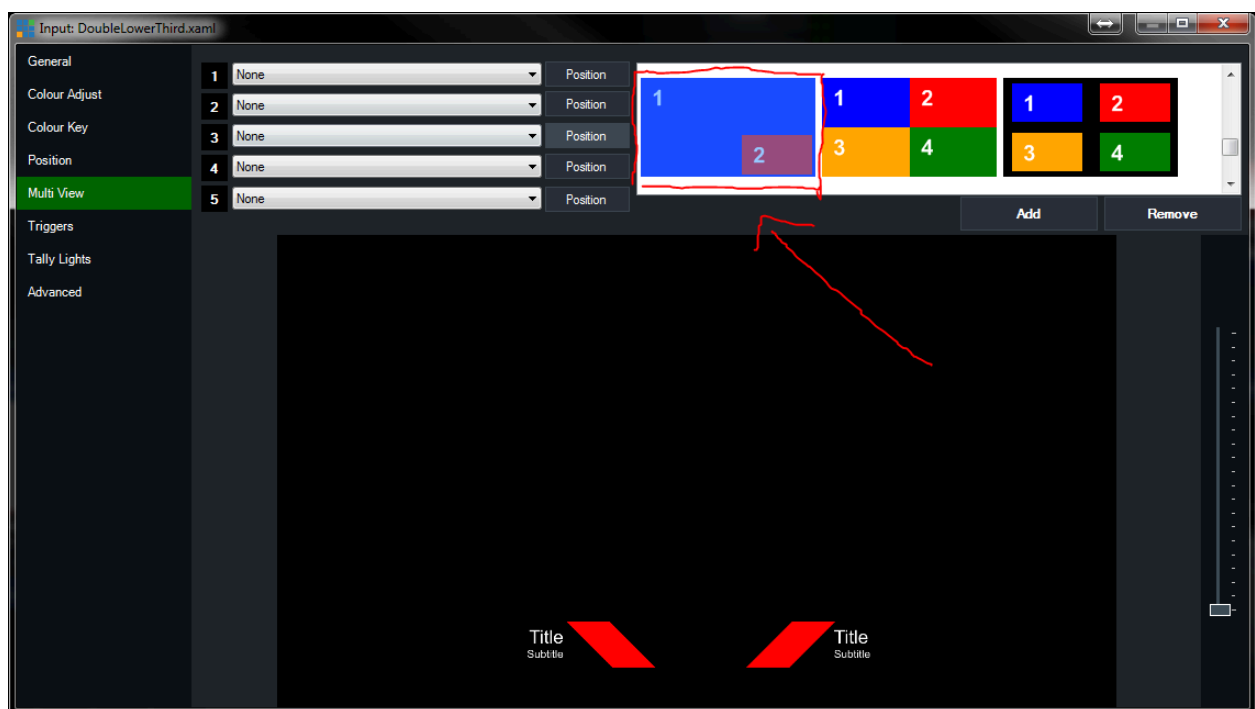 Input: DoubleLowerThird.xaml
General
Colour Adjust
Colour Key
Position
Multi View
Triggers
Tally Lights
Advanced
1 None Position
2 None Position
3 None Position
4 None Position
5 None Position
1
2
1 2
3 4
1 2
3 4
Add Remove
Title Title
Subtitle Subtitle